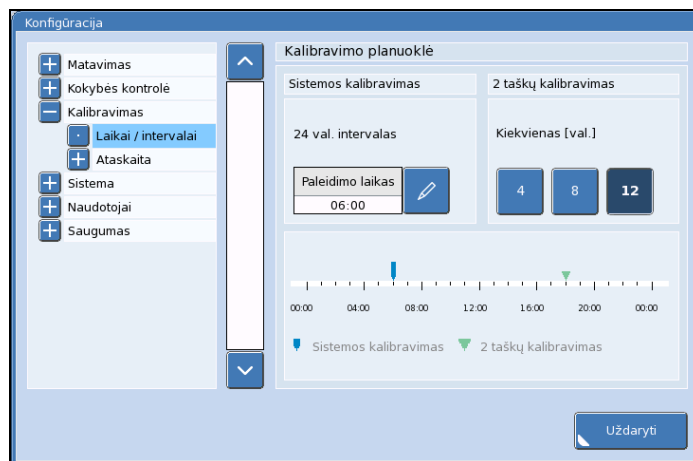 Konfigūracija
Matavimas
Kokybės kontrolė
Kalibravimas
Laikai / intervalai
Ataskaita
Sistema
Naudotojai
Saugumas
Kalibravimo planuoklė
Sistemos kalibravimas
24 val. intervalas
Paleidimo laikas
06:00
2 taškų kalibravimas
Kiekvienas [val.]
4 8 12
00:00 04:00 08:00 12:00 16:00 20:00 00:00
Sistemos kalibravimas 2 taškų kalibravimas
Uždaryti